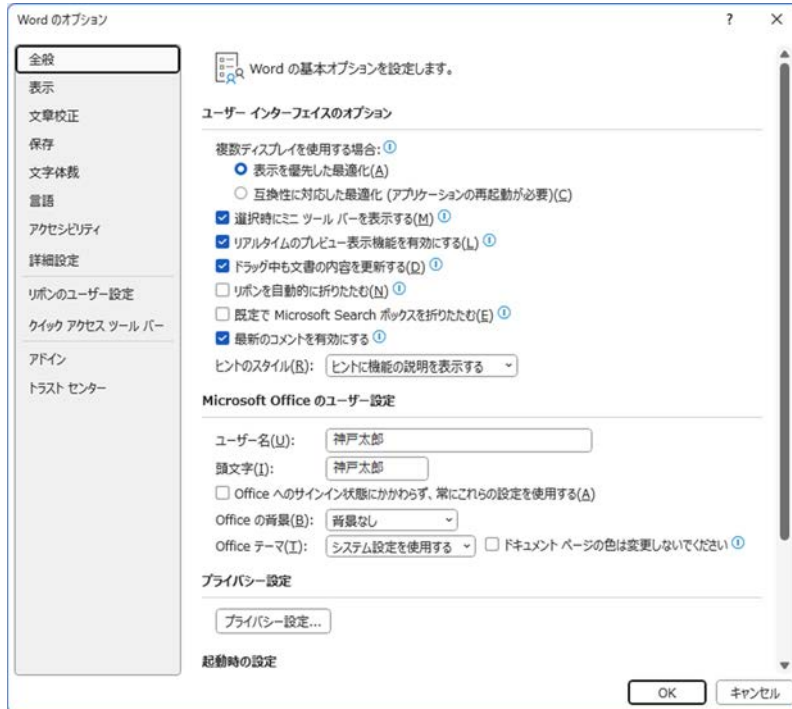 Word のオプション
?
×
全般
表示
文章校正
保存
文字体裁
言語
アクセシビリティ
詳細設定
リボンのユーザー設定
クイック アクセス ツール バー
アドイン
トラスト センター
Word の基本オプションを設定します。
ユーザー インターフェイスのオプション
複数ディスプレイを使用する場合:
表示を優先した最適化(A)
互換性に対応した最適化 (アプリケーションの再起動が必要)(C)
選択時にミニ ツール バーを表示する(M)
リアルタイムのプレビュー表示機能を有効にする(L)
ドラッグ中も文書の内容を更新する(D)
リボンを自動的に折りたたむ(N)
既定で Microsoft Search ボックスを折りたたむ(E)
最新のコメントを有効にする
ヒントのスタイル(R): ヒントに機能の説明を表示する
Microsoft Office のユーザー設定
ユーザー名(U): 神戸太郎
頭文字(I): 神戸太郎
Office へのサインイン状態にかかわらず、常にこれらの設定を使用する(A)
Office の背景(B): 背景なし
Office テーマ(T): システム設定を使用する ドキュメント ページの色は変更しないでください
プライバシー設定
プライバシー設定...
起動時の設定
OK キャンセル